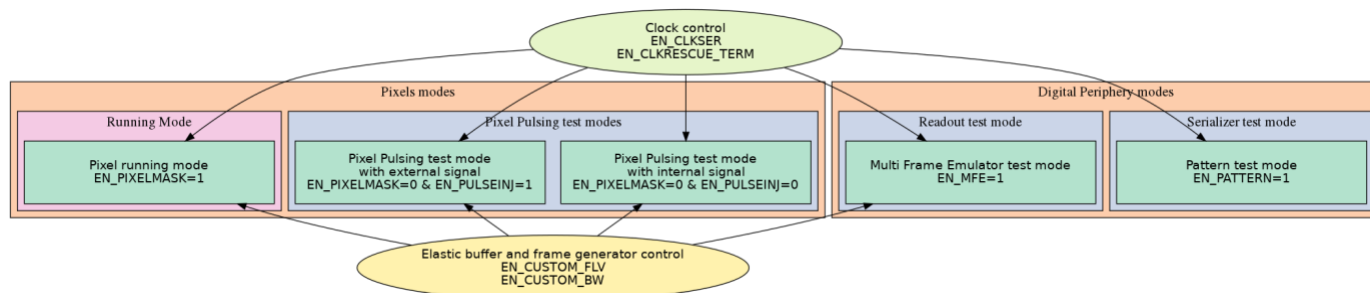 Clock control
EN_CLKSER
EN_CLKRESCUE_TERM
Pixels modes
Digital Periphery modes
Running Mode
Pixel Pulsing test modes
Readout test mode
Serializer test mode
Pixel running mode
EN_PIXELMASK=1
Pixel Pulsing test mode
with external signal
EN_PIXELMASK=0 & EN_PULSEINJ=1
Pixel Pulsing test mode
with internal signal
EN_PIXELMASK=0 & EN_PULSEINJ=0
Multi Frame Emulator test mode
EN_MFE=1
Pattern test mode
EN_PATTERN=1
Elastic buffer and frame generator control
EN_CUSTOM_FLV
EN_CUSTOM_BW